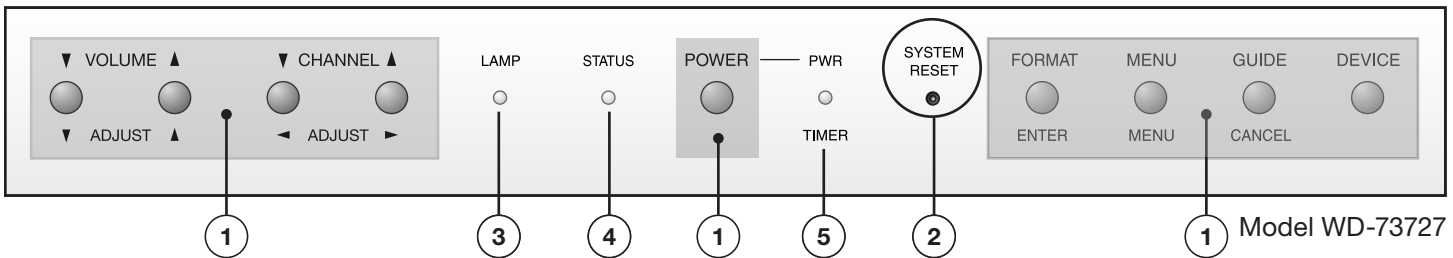 ▼ VOLUME ▲ ▼ CHANNEL ▲
▼ ADJUST ▲ ◄ ADJUST ►
LAMP
STATUS
POWER
PWR
TIMER
SYSTEM
RESET
FORMAT MENU GUIDE DEVICE
ENTER MENU CANCEL
1 3 4 1 5 2 1
Model WD-73727